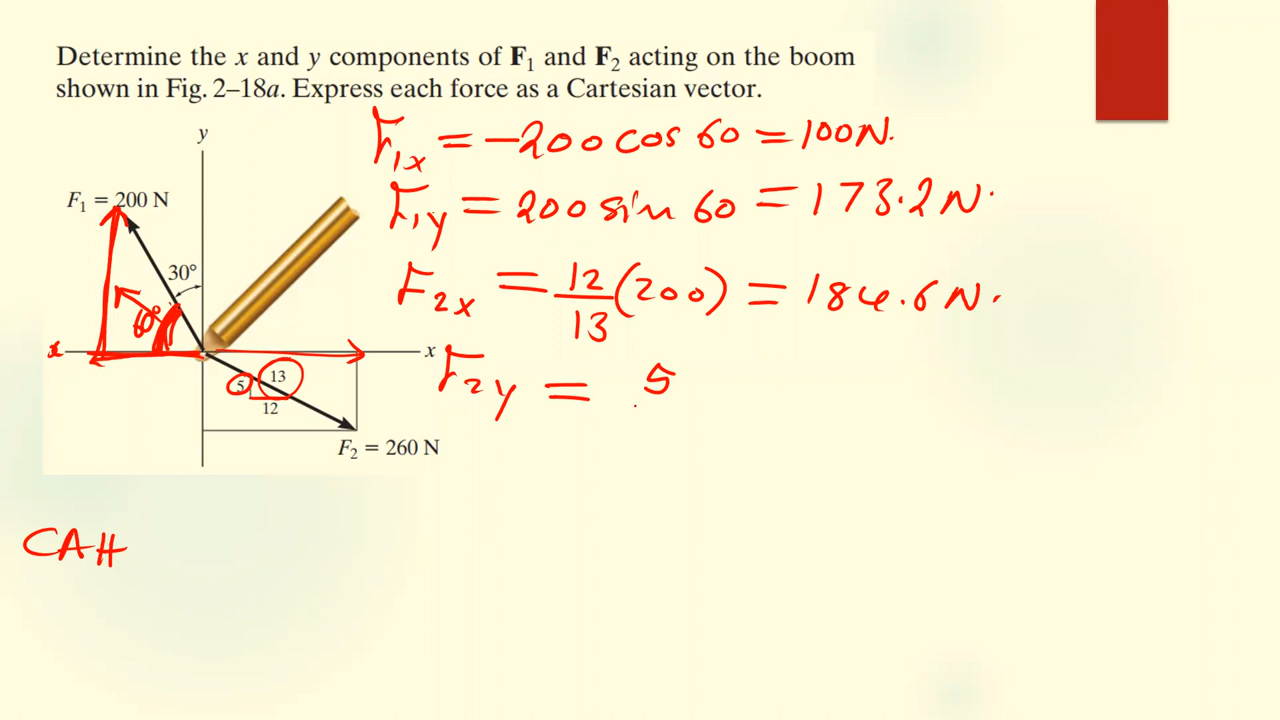 Determine the x and y components of F₁ and F₂ acting on the boom
shown in Fig. 2–18a. Express each force as a Cartesian vector.
F₁ₓ = -200 cos 60 = 100N.
F₁y = 200 sin 60 = 173.2N.
F₂ₓ = 12/13 (200) = 184.6N.
F₂y = 5
y
F₁ = 200 N
30°
60°
x
x
5
13
12
F₂ = 260 N
CAH